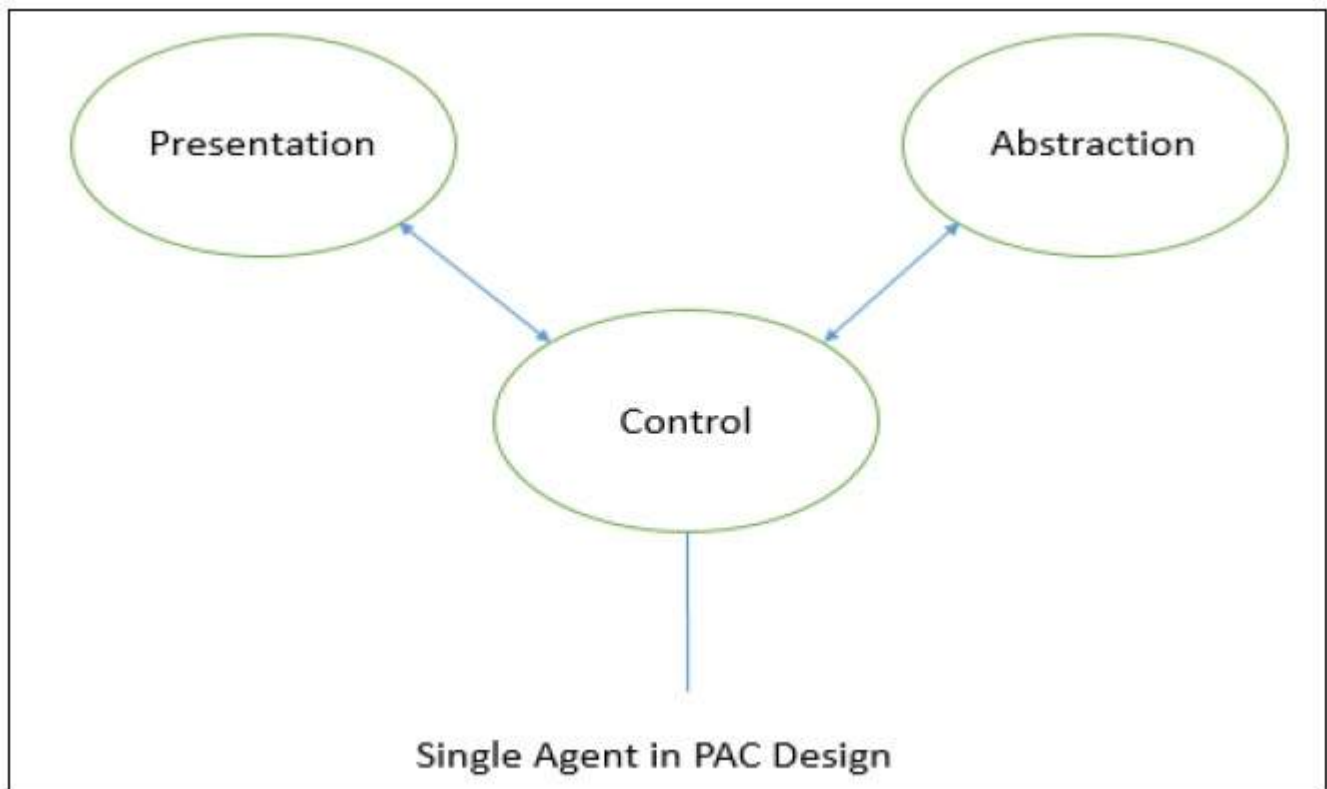 Presentation
Abstraction
Control
Single Agent in PAC Design